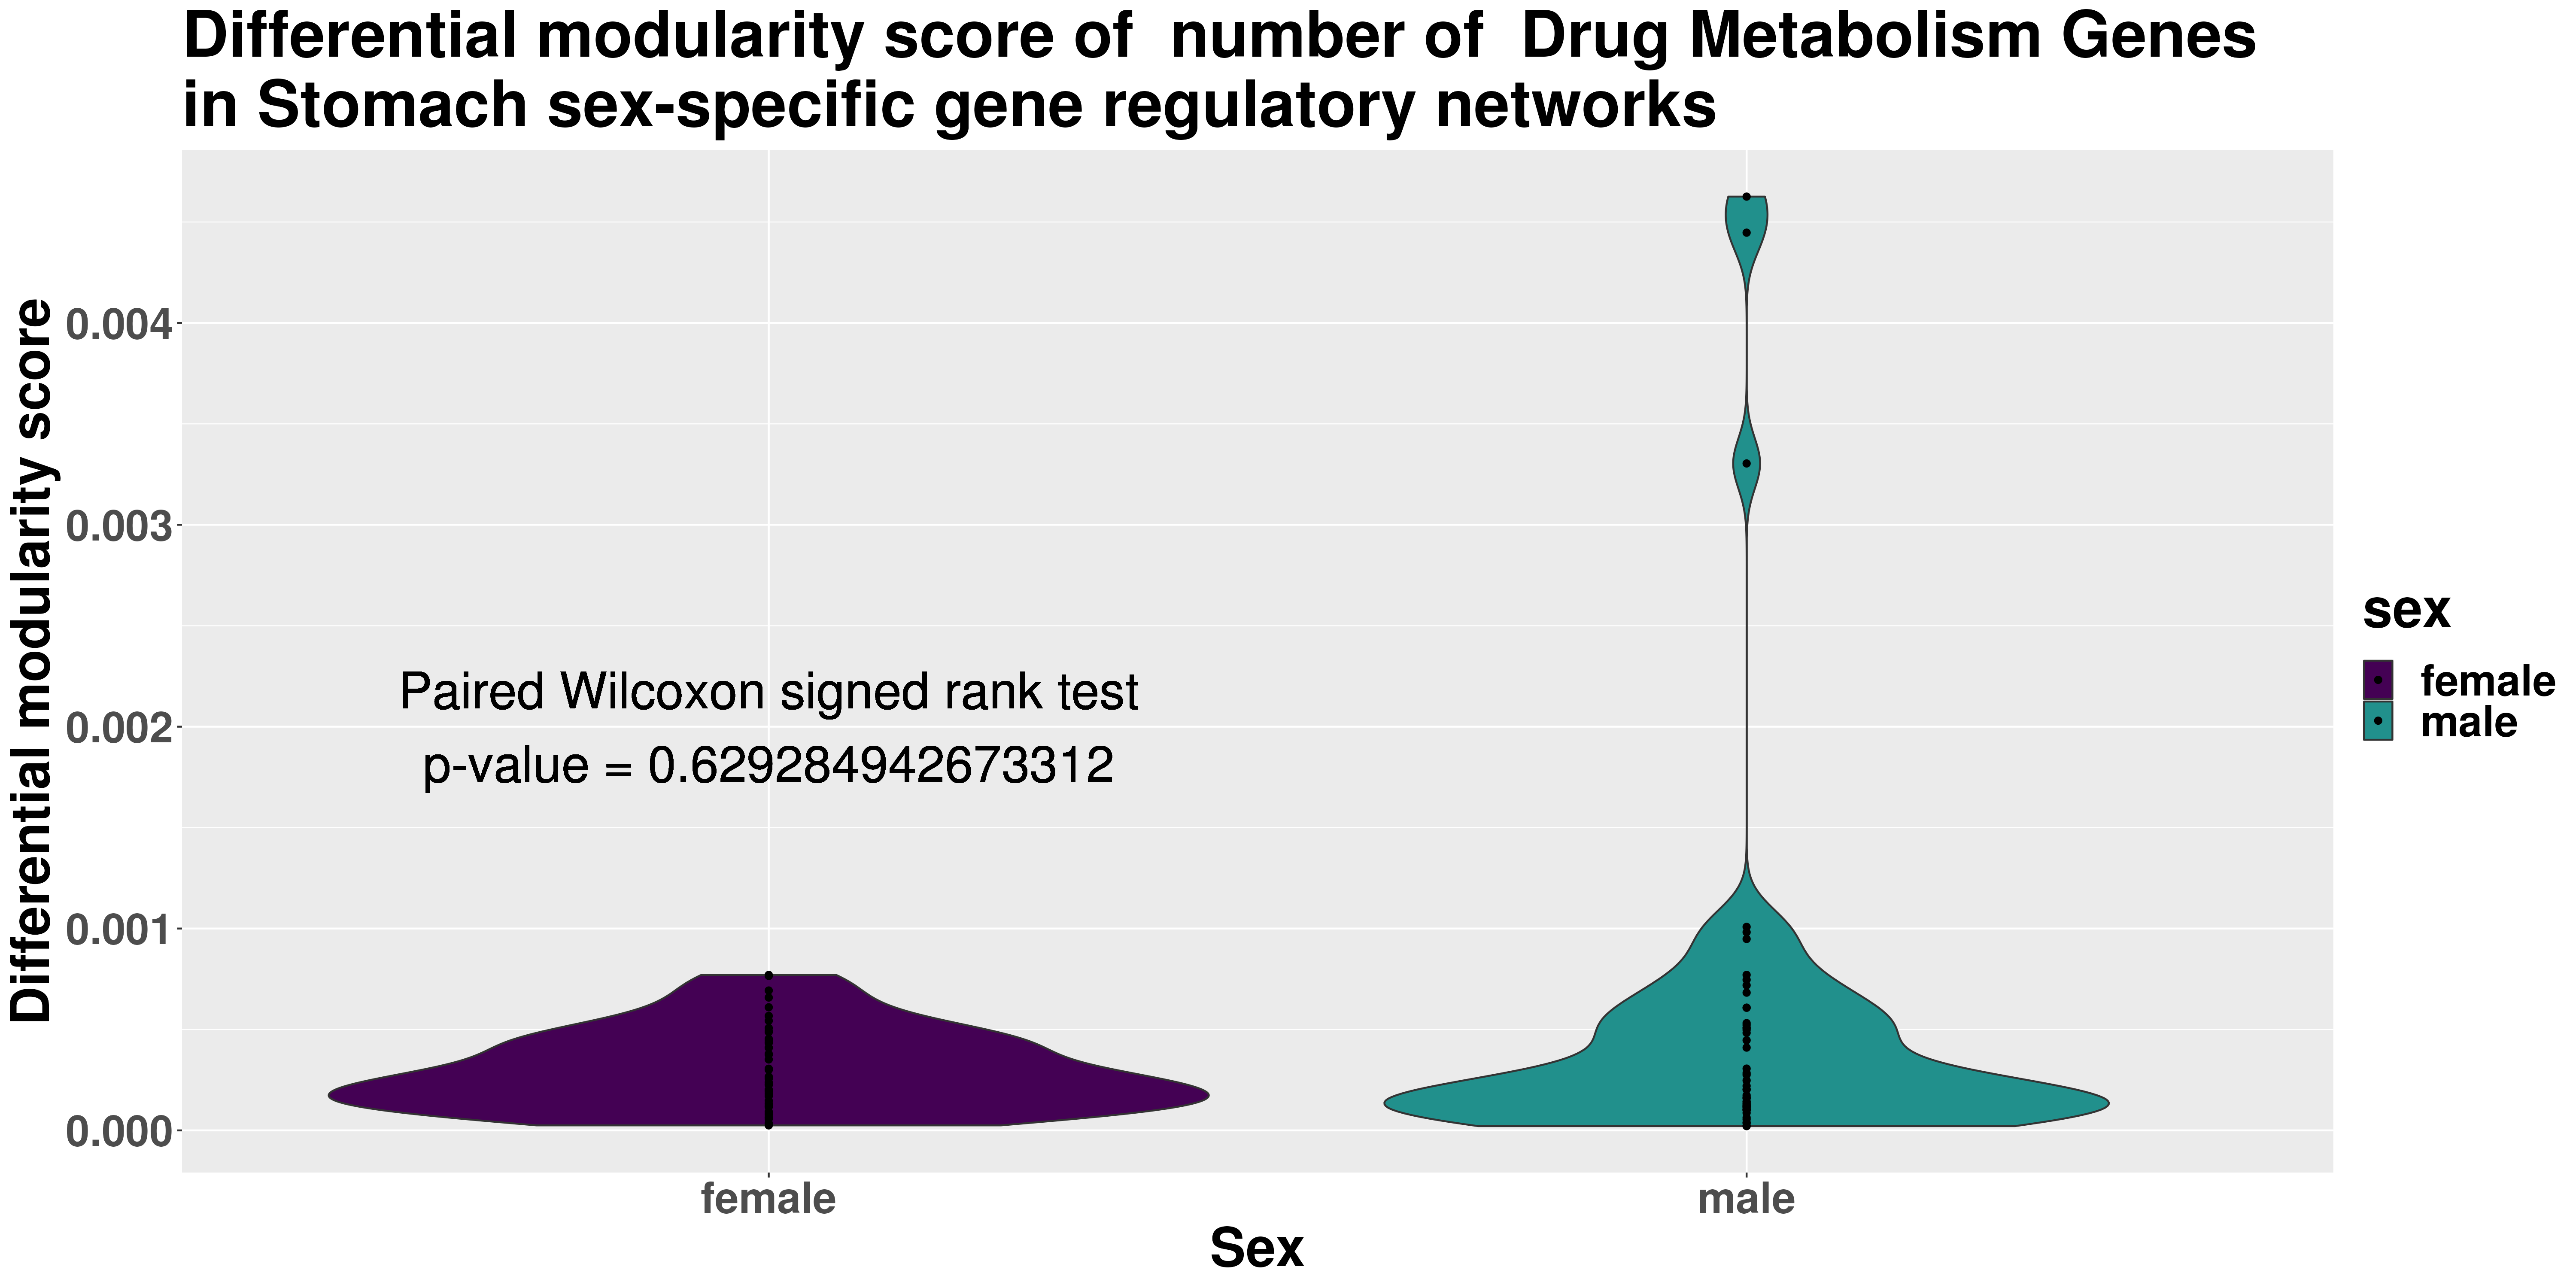 Differential modularity score of  number of  Drug Metabolism Genes
in Stomach sex-specific gene regulatory networks
Differential modularity score
0.004
0.003
0.002
0.001
0.000
Paired Wilcoxon signed rank test
p-value = 0.629284942673312
female
male
Sex
sex
female
male